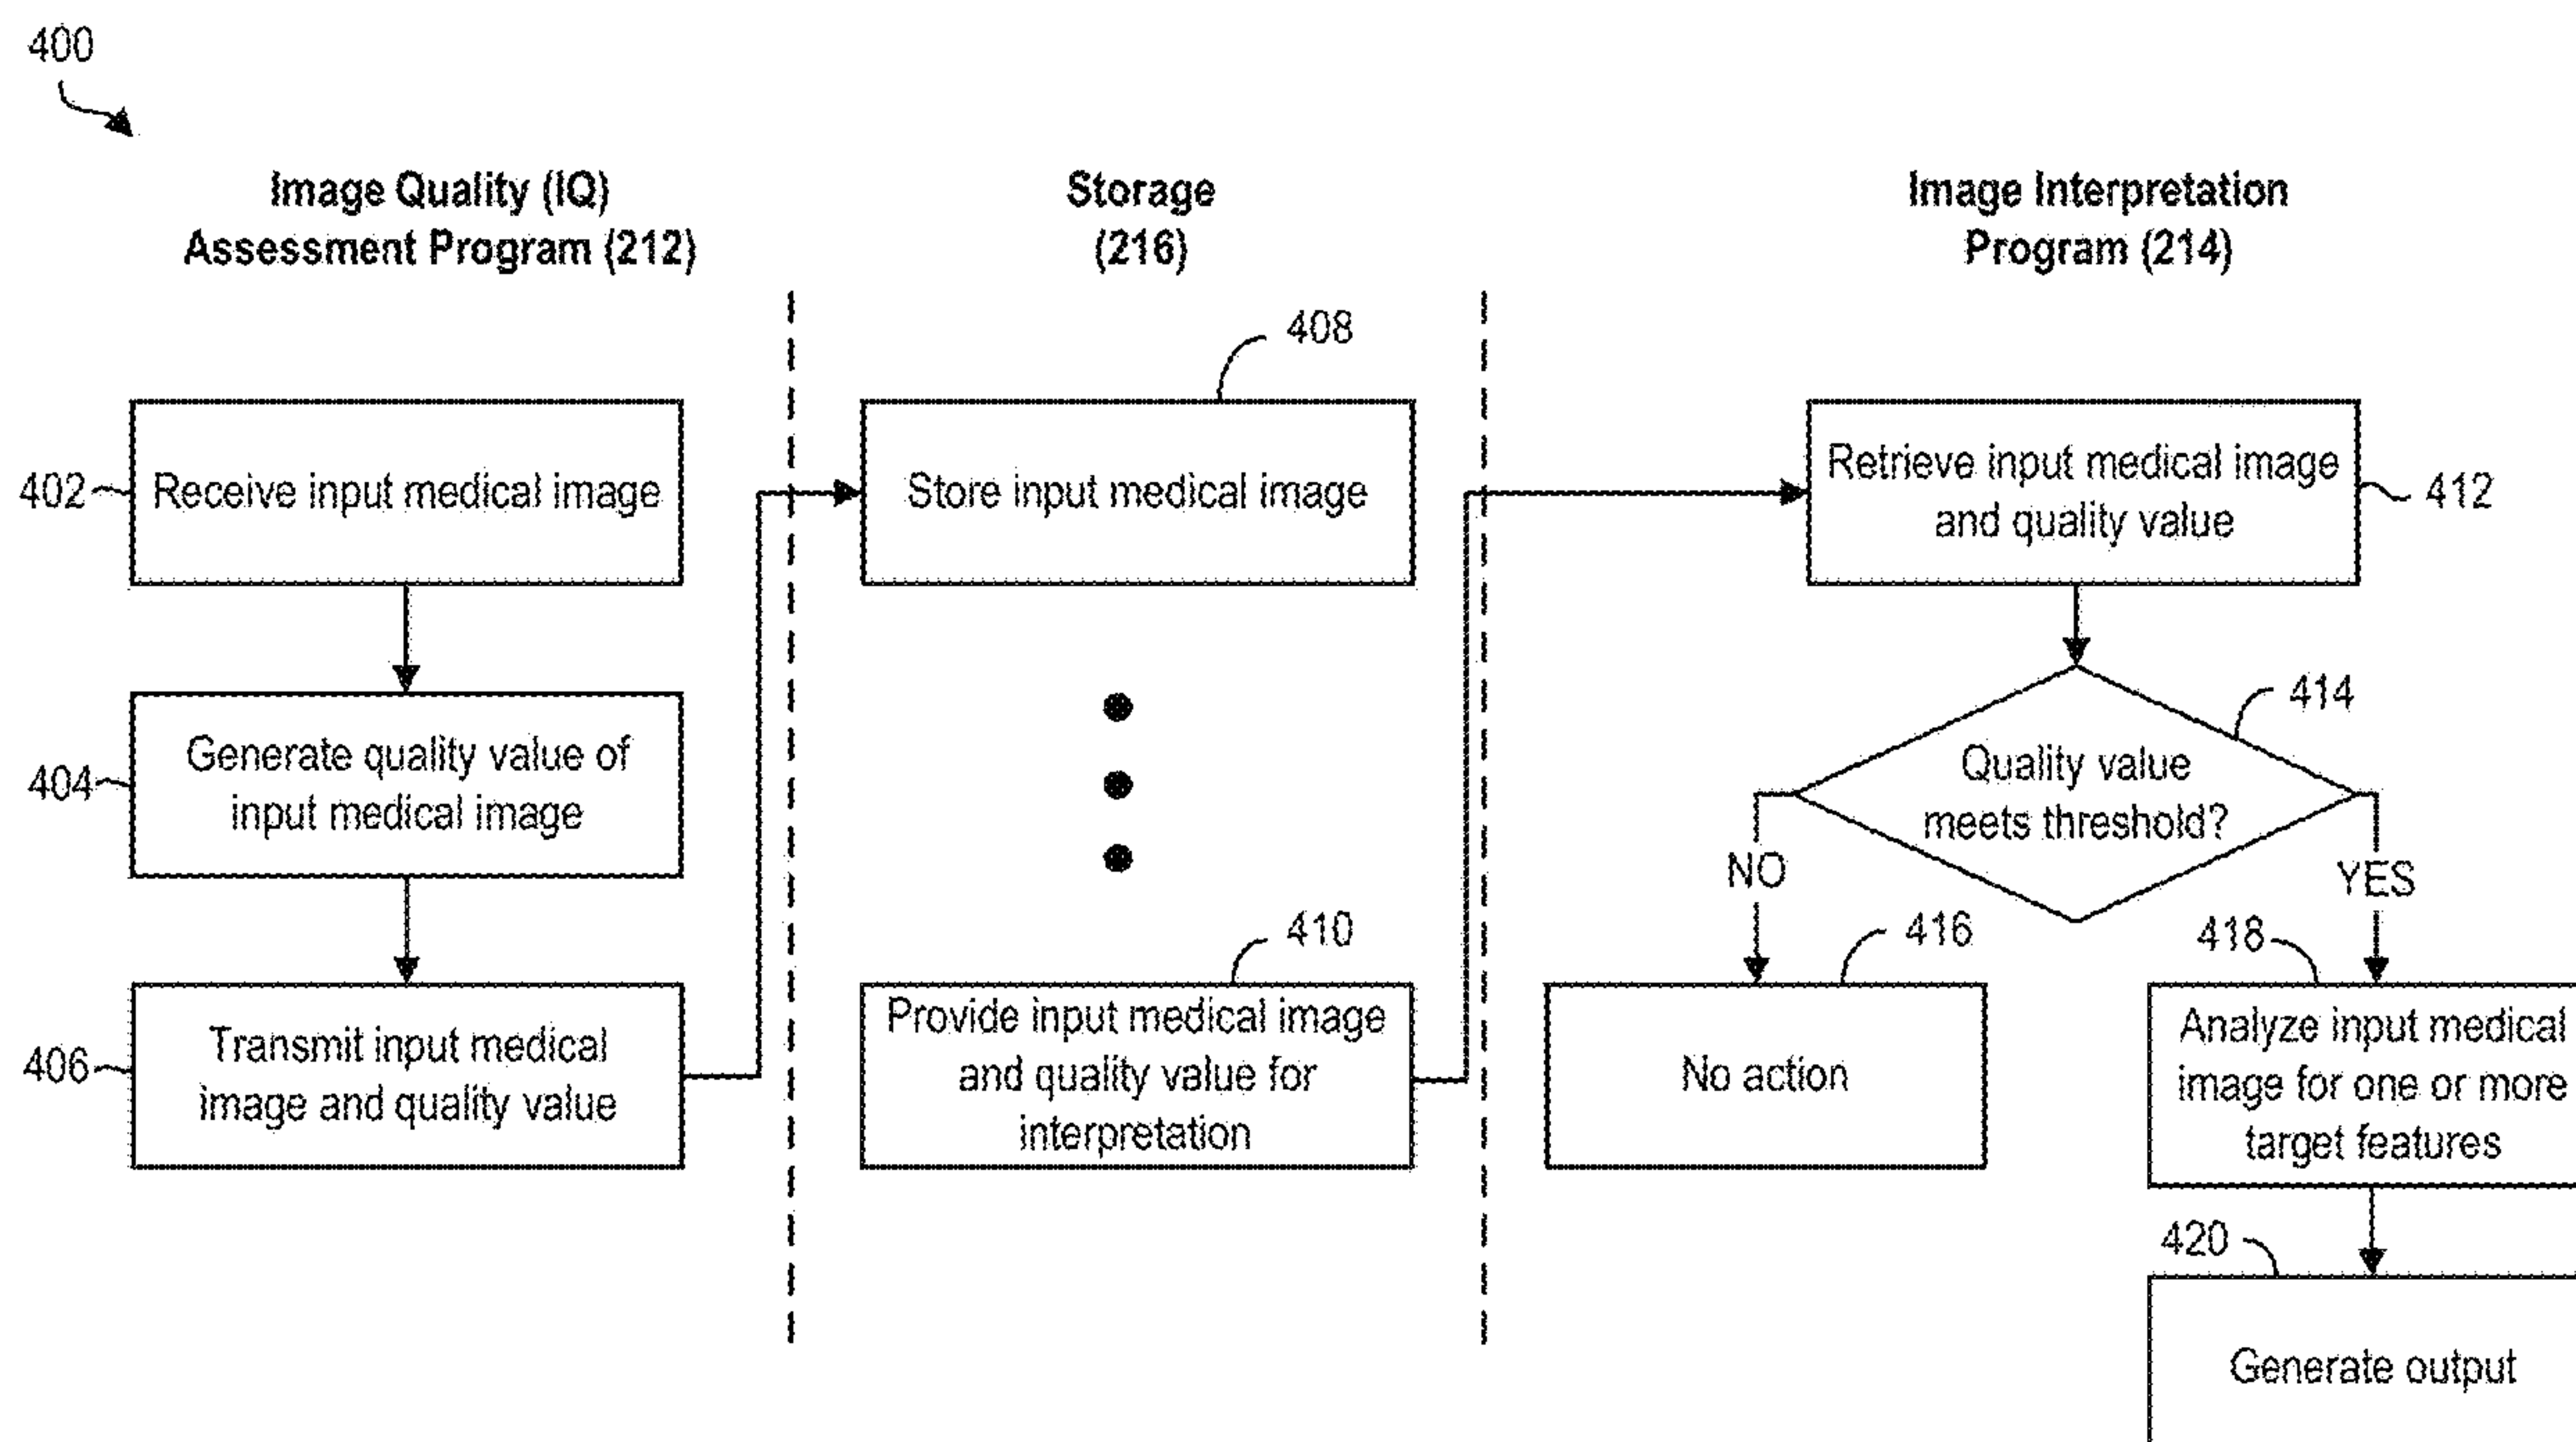 400
Image Quality (IQ)
Assessment Program (212)
Storage
(216)
Image Interpretation
Program (214)
402
Receive input medical image
404
Generate quality value of
input medical image
406
Transmit input medical
image and quality value
408
Store input medical image
410
Provide input medical image
and quality value for
interpretation
412
Retrieve input medical image
and quality value
414
Quality value
meets threshold?
NO
YES
416
No action
418
Analyze input medical
image for one or more
target features
420
Generate output